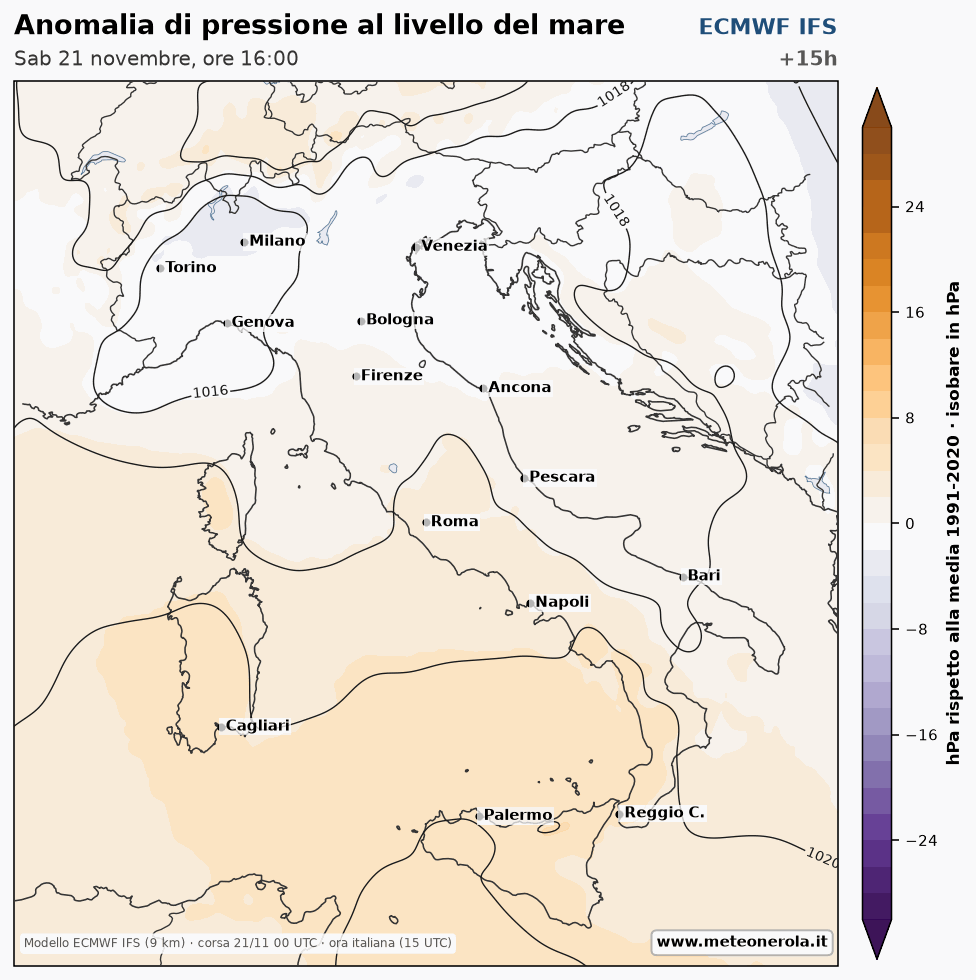 Anomalia di pressione al livello del mare
ECMWF IFS
Sab 21 novembre, ore 16:00
+15h
1018
1018
Milano
Venezia
Torino
Genova
Bologna
Firenze
Ancona
1016
Pescara
Roma
Bari
Napoli
Cagliari
Palermo
Reggio C.
1020
Modello ECMWF IFS (9 km) · corsa 21/11 00 UTC · ora italiana (15 UTC)
www.meteonerola.it
24
16
8
0
−8
−16
−24
hPa rispetto alla media 1991-2020 · isobare in hPa